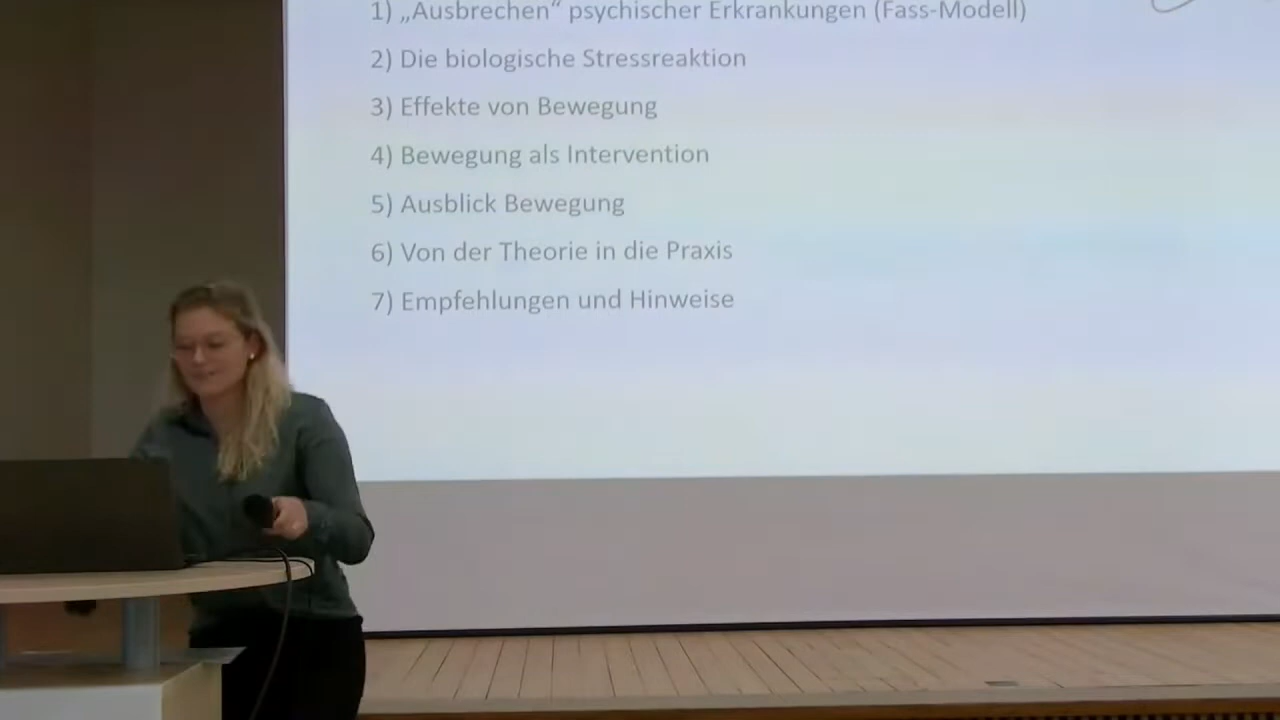 1) „Ausbrechen“ psychischer Erkrankungen (Fass-Modell)
2) Die biologische Stressreaktion
3) Effekte von Bewegung
4) Bewegung als Intervention
5) Ausblick Bewegung
6) Von der Theorie in die Praxis
7) Empfehlungen und Hinweise